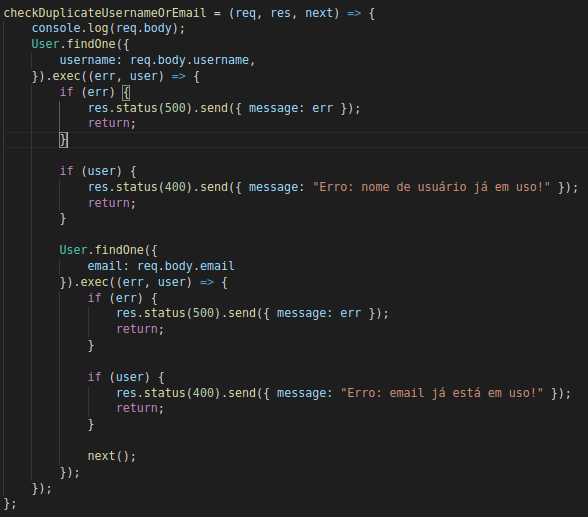 checkDuplicateUsernameOrEmail = (req, res, next) => {
    console.log(req.body);
    User.findOne({
        username: req.body.username,
    }).exec((err, user) => {
        if (err) {
            res.status(500).send({ message: err });
            return;
        }

        if (user) {
            res.status(400).send({ message: "Erro: nome de usuário já em uso!" });
            return;
        }

        User.findOne({
            email: req.body.email
        }).exec((err, user) => {
            if (err) {
                res.status(500).send({ message: err });
                return;
            }

            if (user) {
                res.status(400).send({ message: "Erro: email já está em uso!" });
                return;
            }

            next();
        });
    });
};